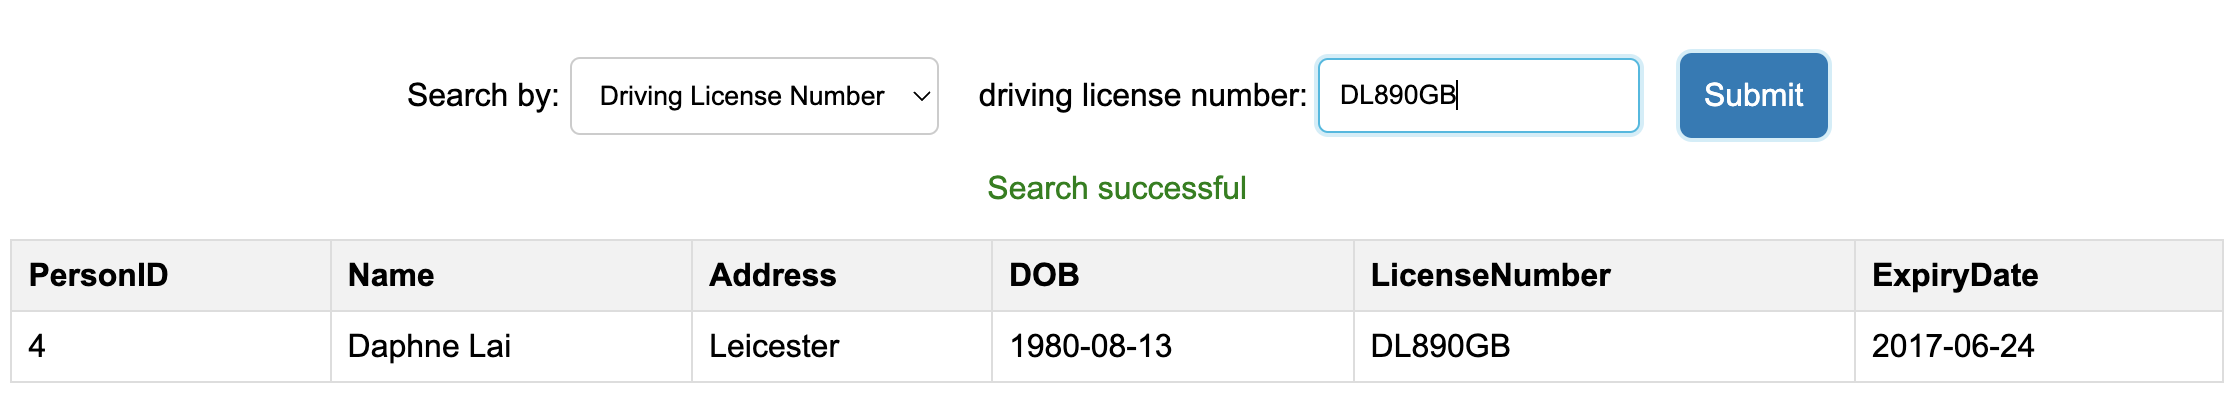 Search by: Driving License Number driving license number: DL890GB Submit
Search successful
PersonID Name Address DOB LicenseNumber ExpiryDate
4 Daphne Lai Leicester 1980-08-13 DL890GB 2017-06-24